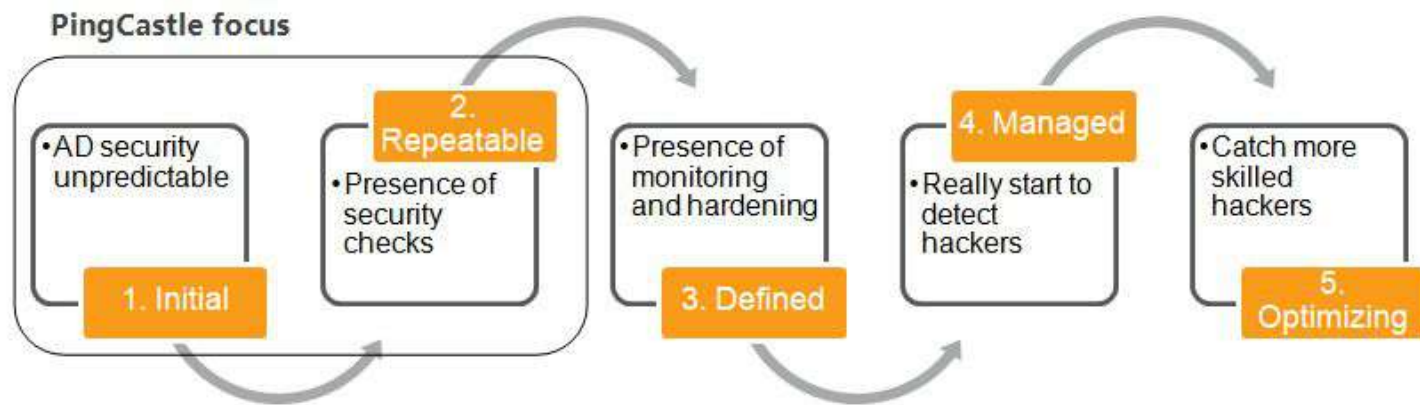 PingCastle focus
•AD security
unpredictable
1. Initial
2.
Repeatable
•Presence of
security
checks
•Presence of
monitoring
and hardening
3. Defined
4. Managed
•Really start to
detect
hackers
•Catch more
skilled
hackers
5.
Optimizing